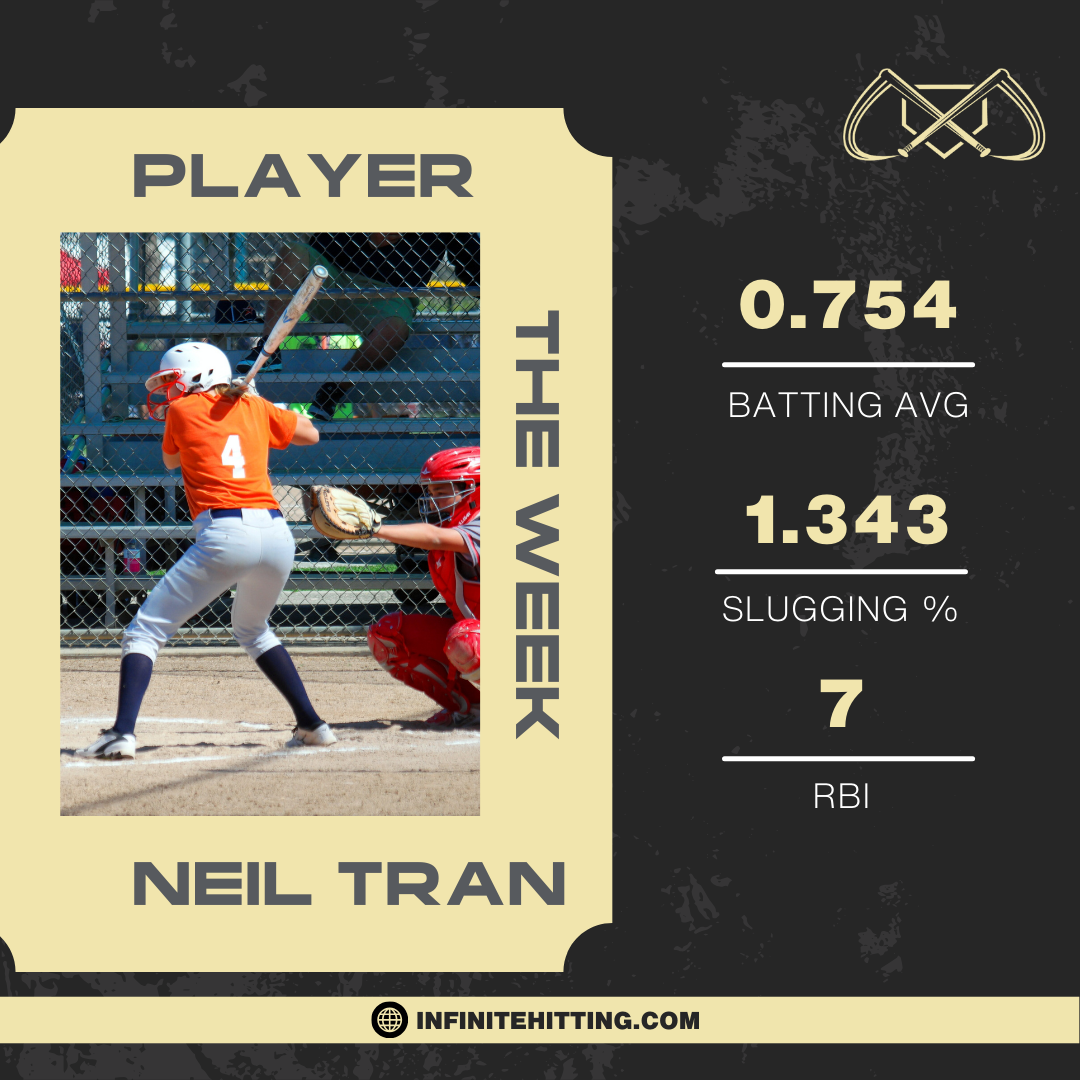 PLAYER
THE WEEK
4
NEIL TRAN
0.754
BATTING AVG
1.343
SLUGGING %
7
RBI
INFINITEHITTING.COM